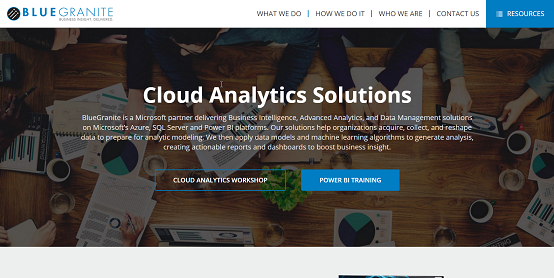 BLUEGRANITE
BUSINESS INSIGHT. DELIVERED.
WHAT WE DO | HOW WE DO IT | WHO WE ARE | CONTACT US
RESOURCES
Cloud Analytics Solutions
BlueGranite is a Microsoft partner delivering Business Intelligence, Advanced Analytics, and Data Management solutions
on Microsoft's Azure, SQL Server and Power BI platforms. Our solutions help organizations acquire, collect, and reshape
data to prepare for analytic modeling. We then apply data models and machine learning algorithms to generate analysis,
creating actionable reports and dashboards to boost business insight.
CLOUD ANALYTICS WORKSHOP
POWER BI TRAINING